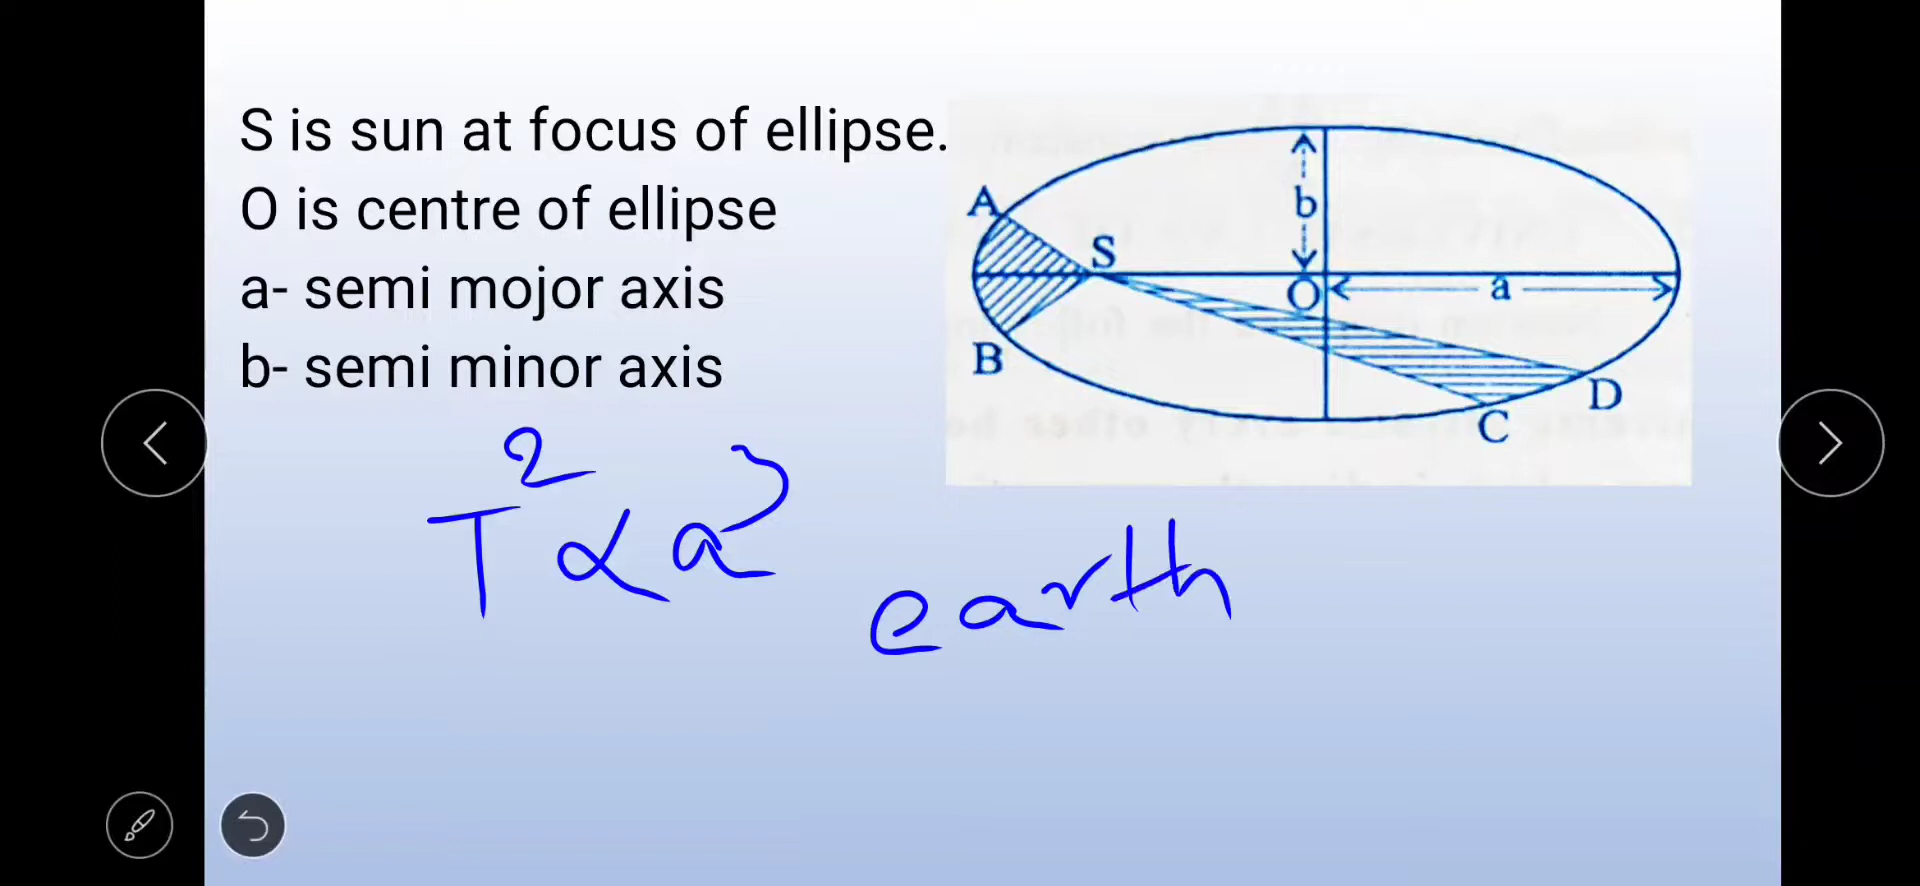 S is sun at focus of ellipse.
O is centre of ellipse
a- semi mojor axis
b- semi minor axis
A
S
b
O
a
B
D
C
T² ∝ a³
earth